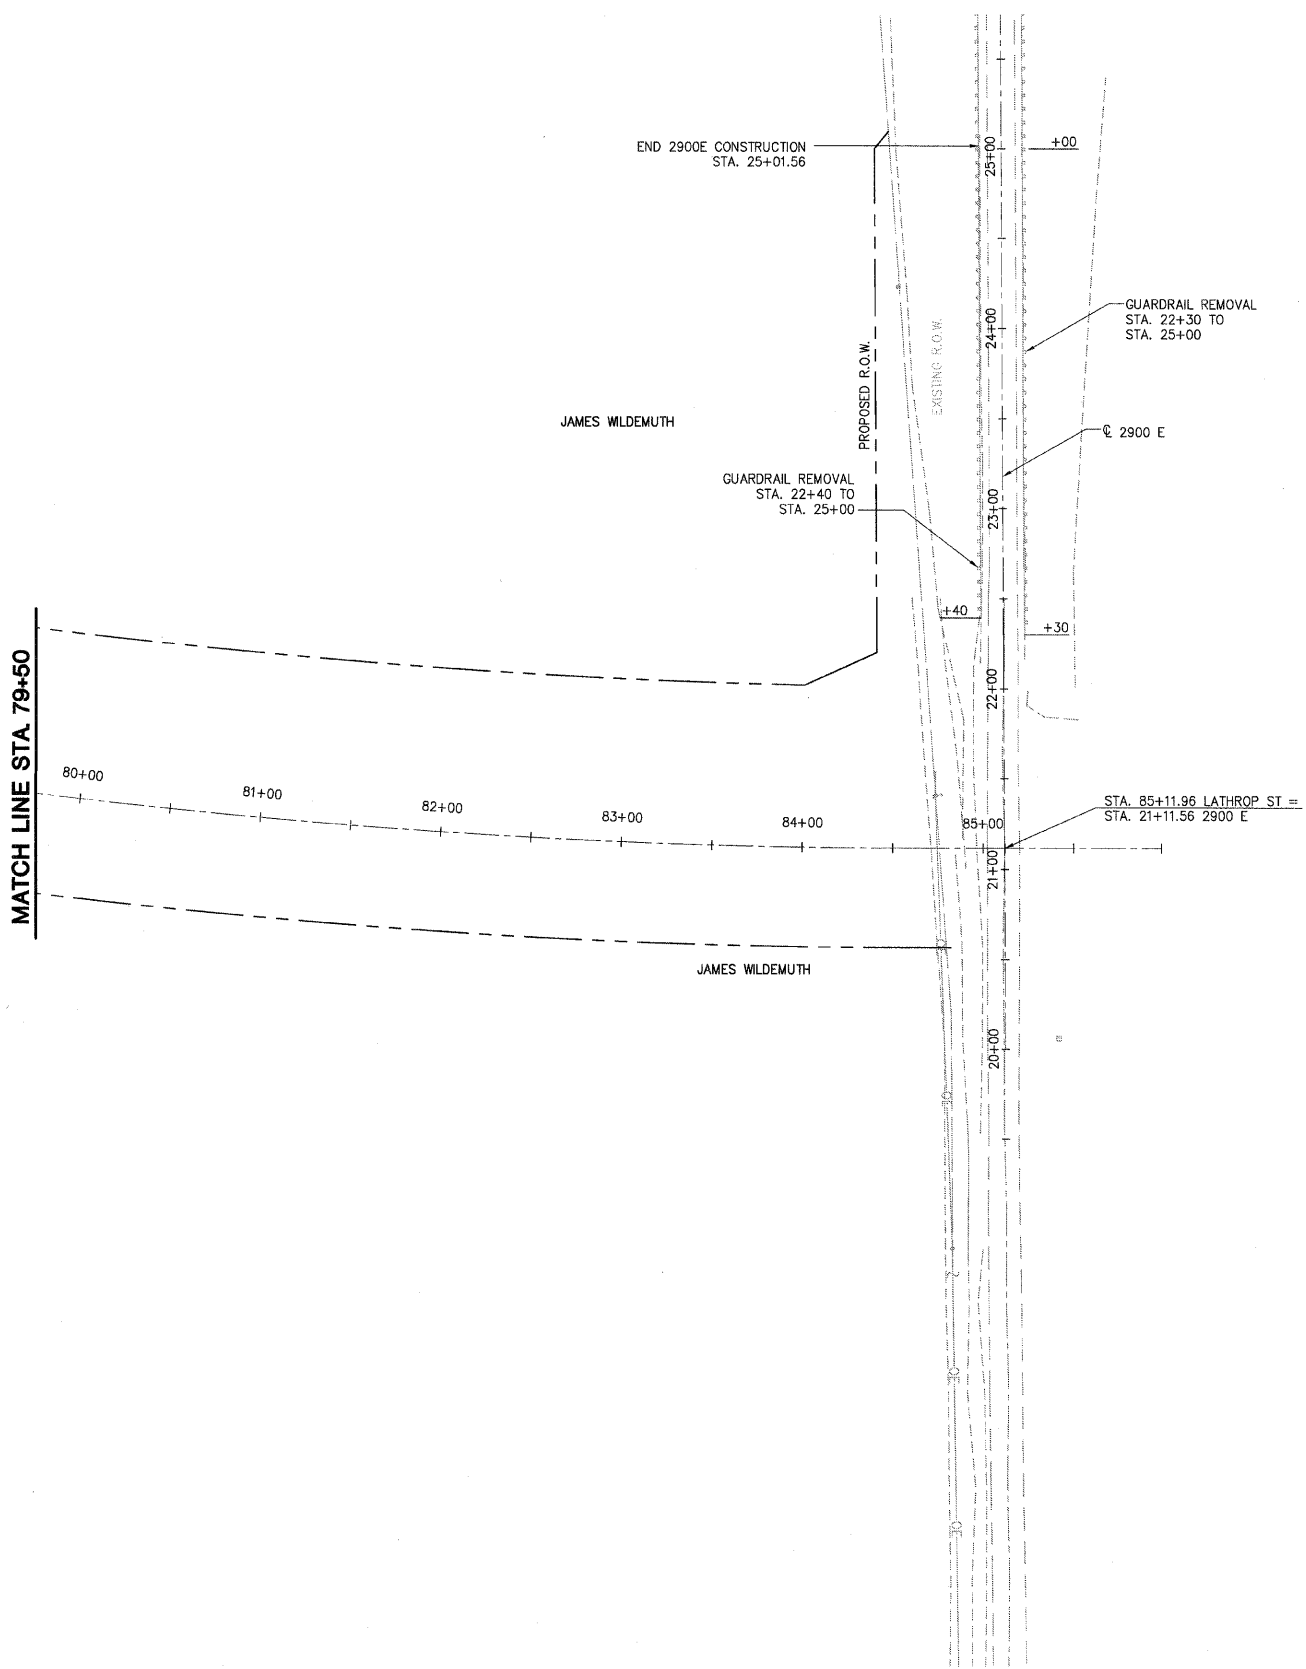 END 2900E CONSTRUCTION
STA. 25+01.56
25+00
+00
GUARDRAIL REMOVAL
STA. 22+30 TO
STA. 25+00
24+00
EXISTING R.O.W.
PROPOSED R.O.W.
JAMES WILDEMUTH
℄ 2900 E
GUARDRAIL REMOVAL
STA. 22+40 TO
STA. 25+00
23+00
+40
+30
22+00
MATCH LINE STA. 79+50
80+00
81+00
82+00
83+00
84+00
85+00
STA. 85+11.96 LATHROP ST =
STA. 21+11.56 2900 E
21+00
JAMES WILDEMUTH
20+00